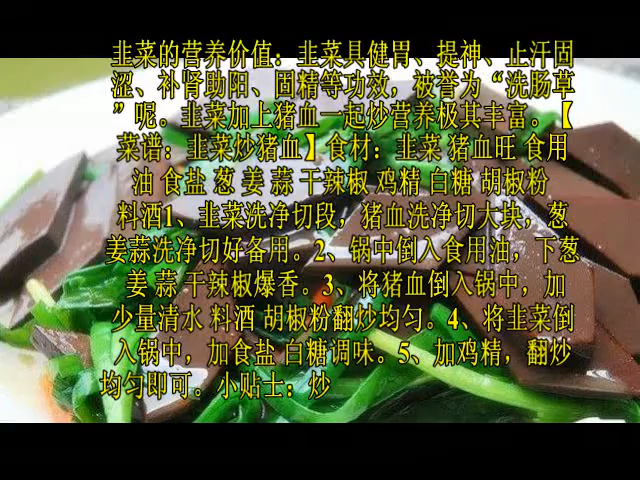 韭菜的营养价值：韭菜具健胃、提神、止汗固
涩、补肾助阳、固精等功效，被誉为“洗肠草
”呢。韭菜加上猪血一起炒营养极其丰富。【
菜谱：韭菜炒猪血】食材：韭菜 猪血旺 食用
油 食盐 葱 姜 蒜 干辣椒 鸡精 白糖 胡椒粉
料酒1、韭菜洗净切段，猪血洗净切大块，葱
姜蒜洗净切好备用。2、锅中倒入食用油，下葱
姜 蒜 干辣椒爆香。3、将猪血倒入锅中，加
少量清水 料酒 胡椒粉翻炒均匀。4、将韭菜倒
入锅中，加食盐 白糖调味。5、加鸡精，翻炒
均匀即可。小贴士：炒